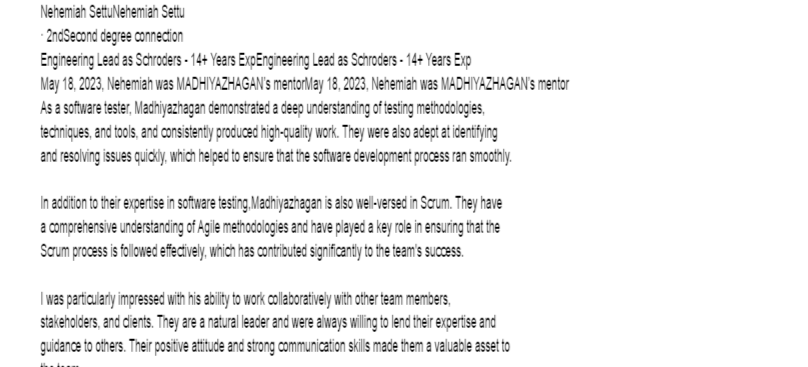 Nehemiah SettuNehemiah Settu
· 2ndSecond degree connection
Engineering Lead as Schroders - 14+ Years ExpEngineering Lead as Schroders - 14+ Years Exp
May 18, 2023, Nehemiah was MADHIYAZHAGAN's mentorMay 18, 2023, Nehemiah was MADHIYAZHAGAN's mentor
As a software tester, Madhiyazhagan demonstrated a deep understanding of testing methodologies,
techniques, and tools, and consistently produced high-quality work. They were also adept at identifying
and resolving issues quickly, which helped to ensure that the software development process ran smoothly.
In addition to their expertise in software testing,Madhiyazhagan is also well-versed in Scrum. They have
a comprehensive understanding of Agile methodologies and have played a key role in ensuring that the
Scrum process is followed effectively, which has contributed significantly to the team's success.
I was particularly impressed with his ability to work collaboratively with other team members,
stakeholders, and clients. They are a natural leader and were always willing to lend their expertise and
guidance to others. Their positive attitude and strong communication skills made them a valuable asset to